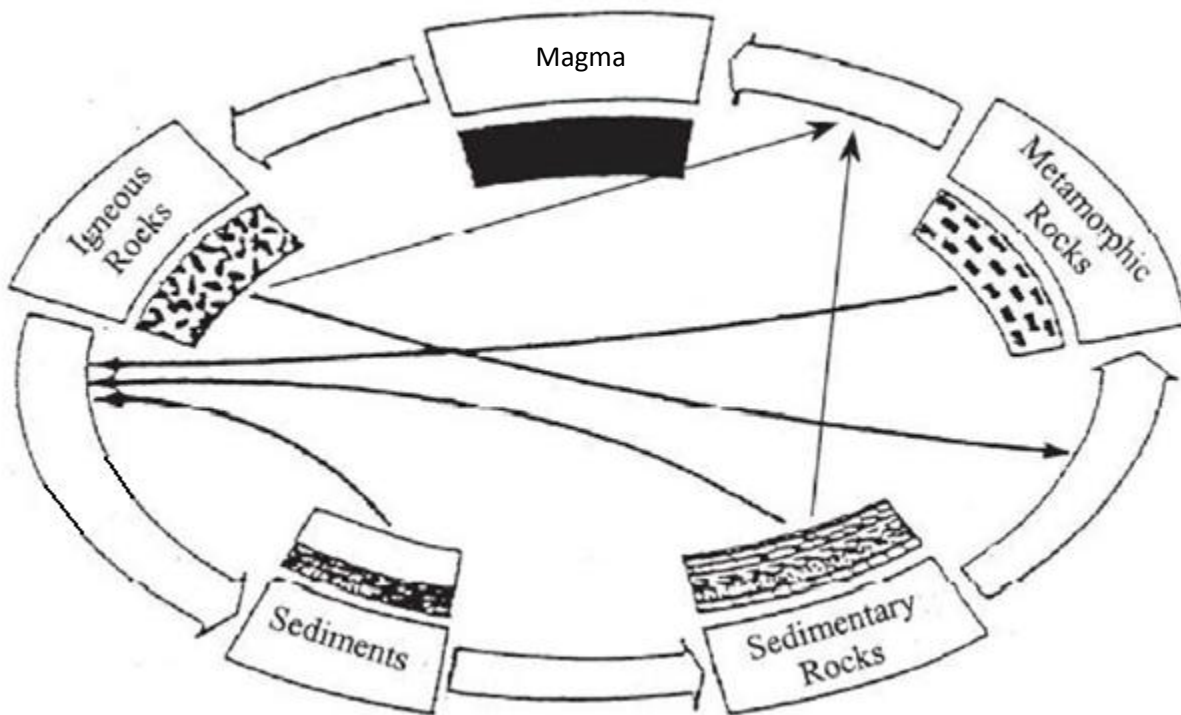 Magma
Igneous
Rocks
Metamorphic
Rocks
Sediments
Sedimentary
Rocks